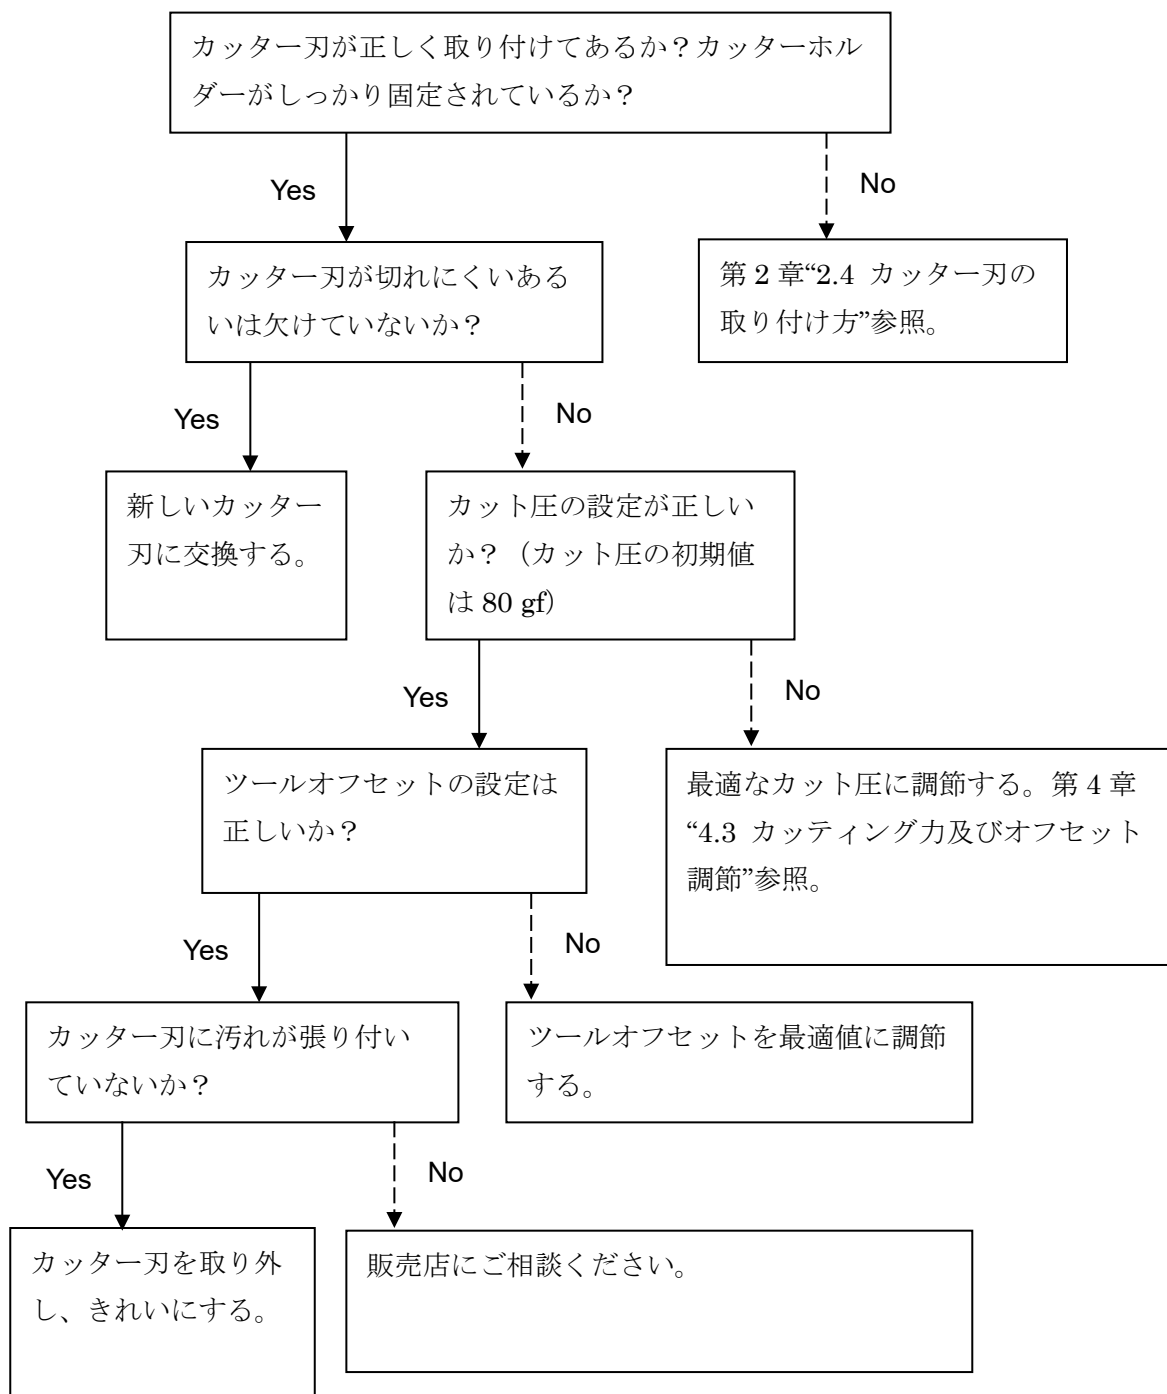 カッター刃が正しく取り付けてあるか？カッターホル
ダーがしっかり固定されているか？
Yes
No
カッター刃が切れにくいある
いは欠けていないか？
第 2 章“2.4 カッター刃の
取り付け方”参照。
Yes
No
新しいカッター
刃に交換する。
カット圧の設定が正しい
か？（カット圧の初期値
は 80 gf）
Yes
No
ツールオフセットの設定は
正しいか？
最適なカット圧に調節する。第 4 章
“4.3 カッティング力及びオフセット
調節”参照。
Yes
No
カッター刃に汚れが張り付い
ていないか？
ツールオフセットを最適値に調節
する。
Yes
No
カッター刃を取り外
し、きれいにする。
販売店にご相談ください。